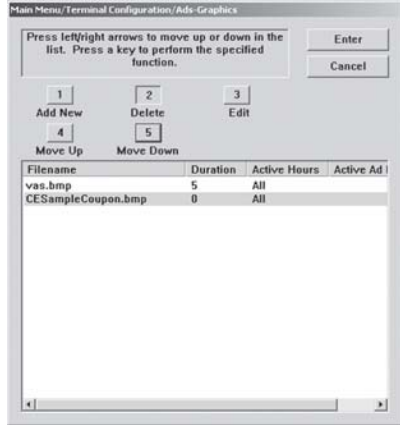 Main Menu/Terminal Configuration/Ads-Graphics
Press left/right arrows to move up or down in the
list. Press a key to perform the specified
function.
Enter
Cancel
1 2 3
Add New Delete Edit
4 5
Move Up Move Down
Filename Duration Active Hours Active Ad
vas.bmp 5 All
CESampleCoupon.bmp 0 All